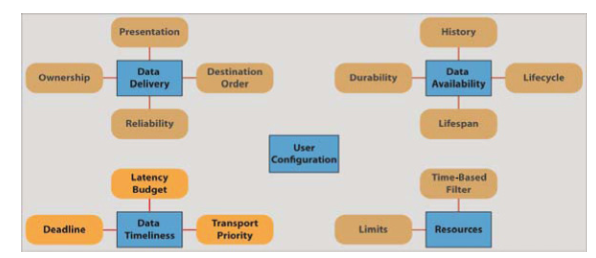 Presentation
Ownership
Data
Delivery
Destination
Order
Reliability
History
Durability
Data
Availability
Lifecycle
Lifespan
User
Configuration
Latency
Budget
Deadline
Data
Timeliness
Transport
Priority
Time-Based
Filter
Limits
Resources